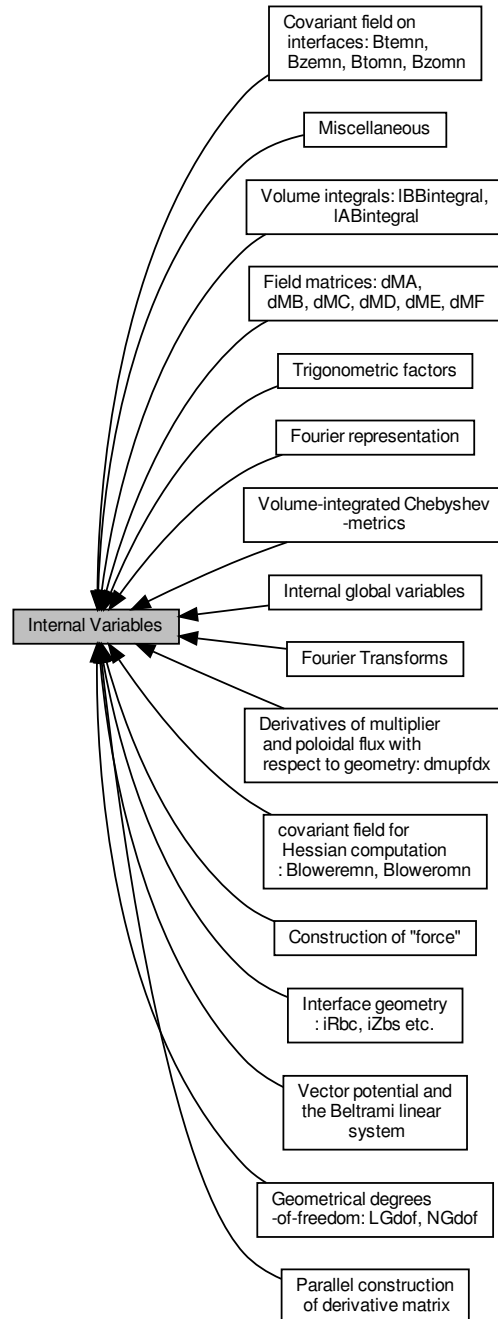 Covariant field on
interfaces: Btemn,
Bzemn, Btomn, Bzomn
Miscellaneous
Volume integrals: lBBintegral,
lABintegral
Field matrices: dMA,
dMB, dMC, dMD, dME, dMF
Trigonometric factors
Fourier representation
Volume-integrated Chebyshev
-metrics
Internal global variables
Internal Variables
Fourier Transforms
Derivatives of multiplier
and poloidal flux with
respect to geometry: dmupfdx
covariant field for
Hessian computation
: Bloweremn, Bloweromn
Construction of "force"
Interface geometry
: iRbc, iZbs etc.
Vector potential and
the Beltrami linear
system
Geometrical degrees
-of-freedom: LGdof, NGdof
Parallel construction
of derivative matrix